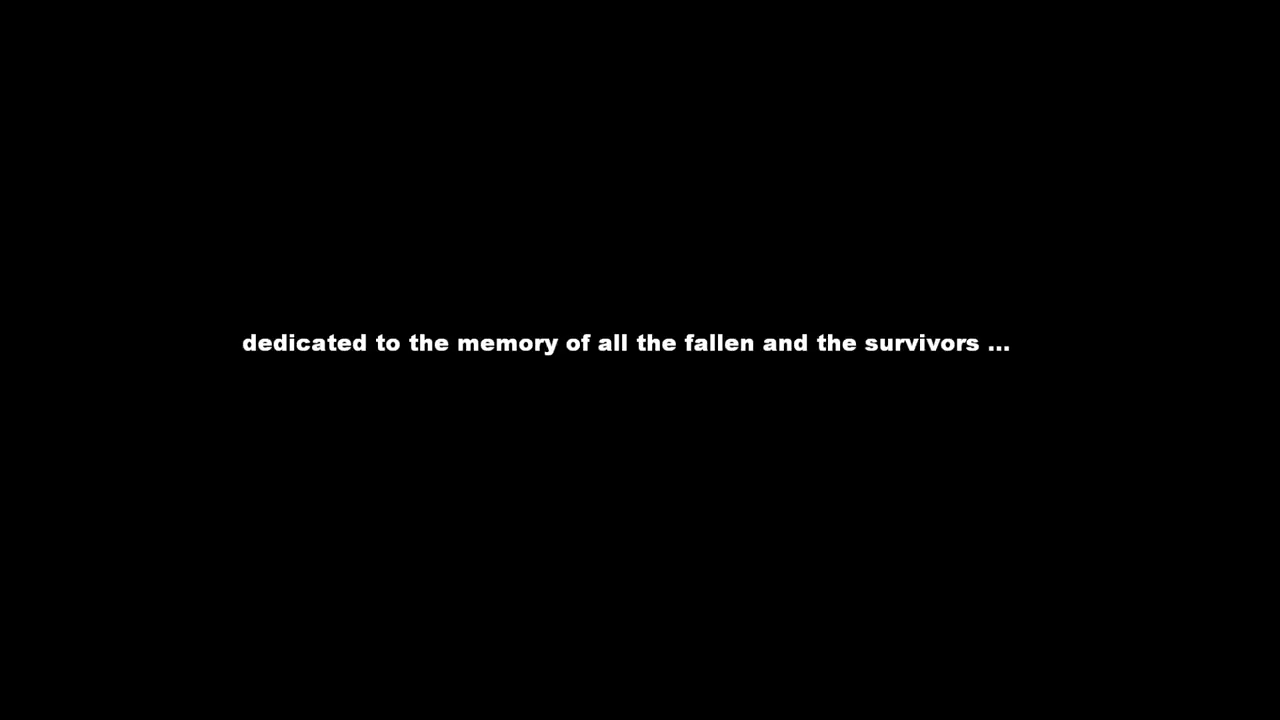 dedicated to the memory of all the fallen and the survivors ...